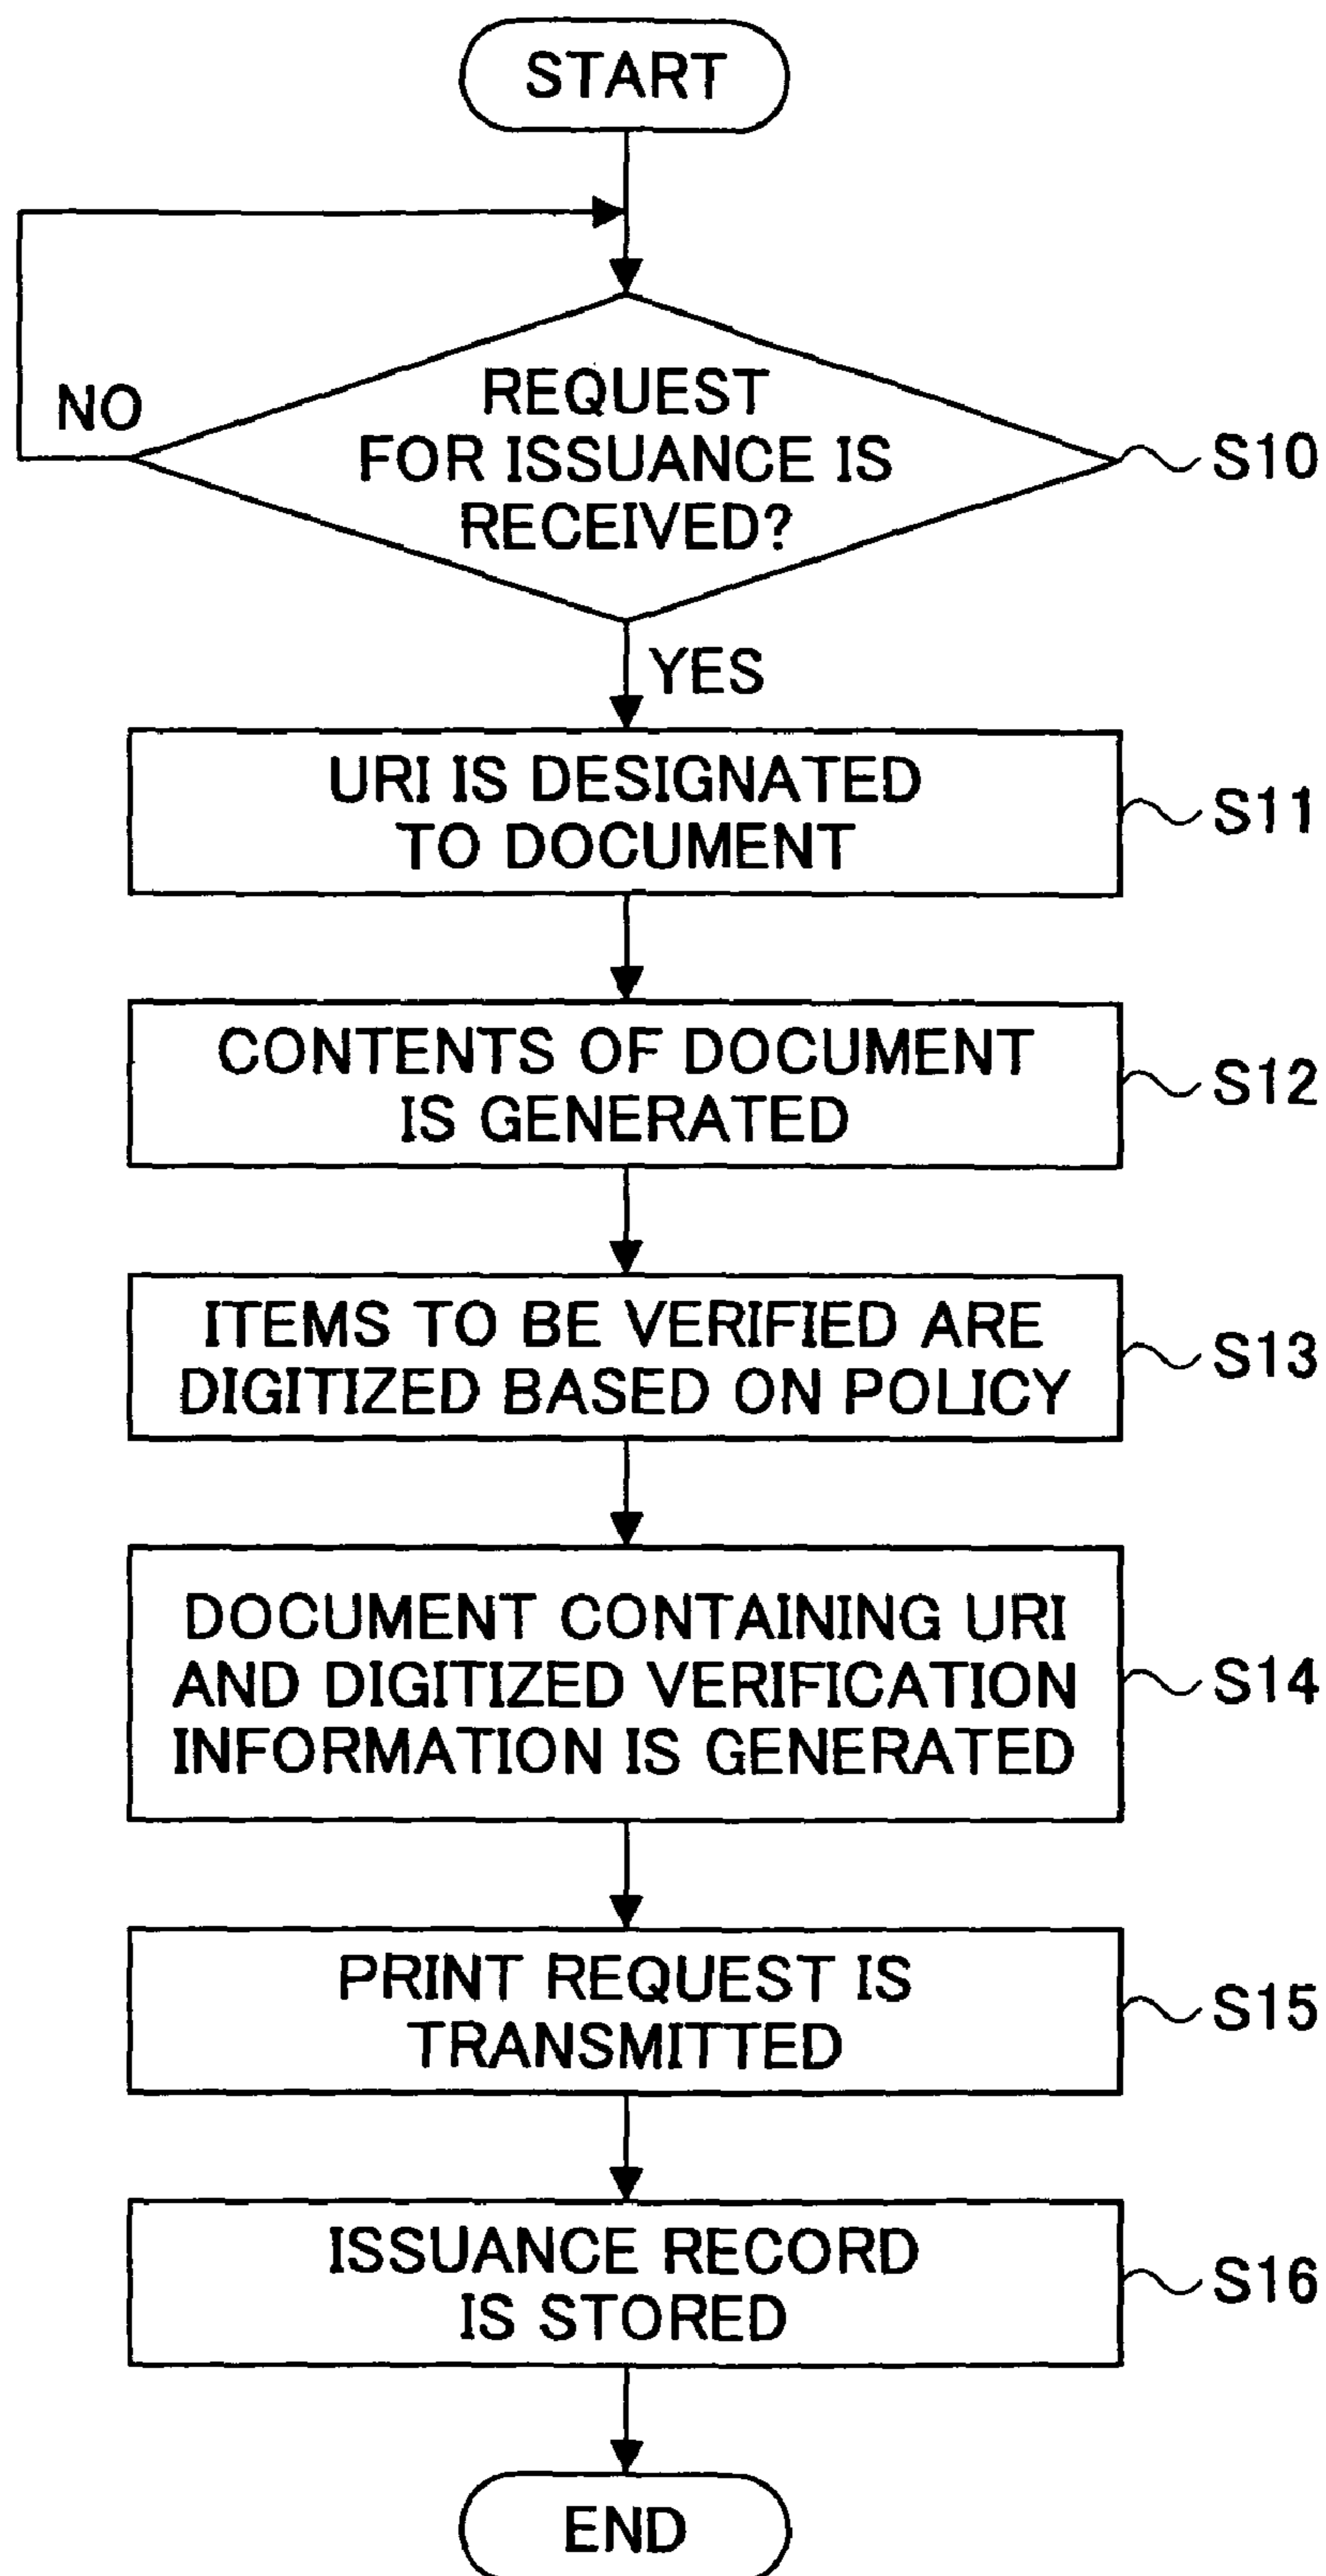 START
NO
REQUEST
FOR ISSUANCE IS
RECEIVED?
S10
YES
URI IS DESIGNATED
TO DOCUMENT
S11
CONTENTS OF DOCUMENT
IS GENERATED
S12
ITEMS TO BE VERIFIED ARE
DIGITIZED BASED ON POLICY
S13
DOCUMENT CONTAINING URI
AND DIGITIZED VERIFICATION
INFORMATION IS GENERATED
S14
PRINT REQUEST IS
TRANSMITTED
S15
ISSUANCE RECORD
IS STORED
S16
END